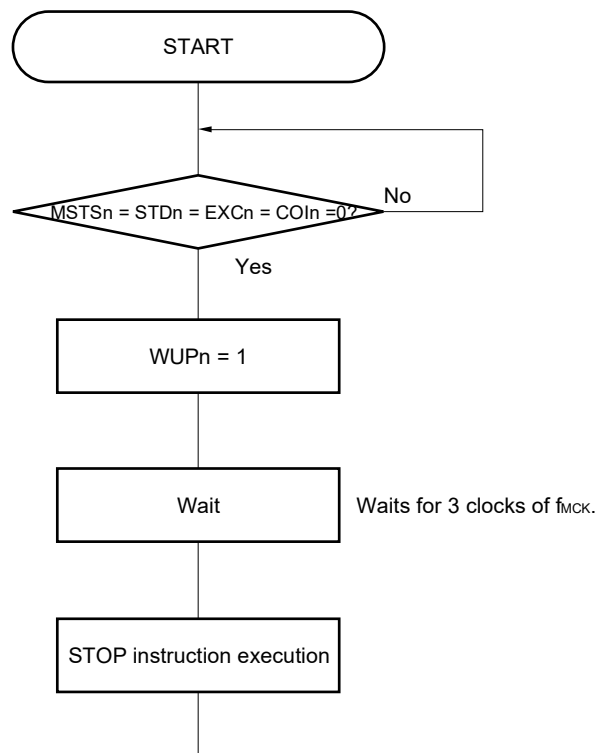 START
MSTSn = STDn = EXCn = COIn =0?
No
Yes
WUPn = 1
Wait
Waits for 3 clocks of fMCK.
STOP instruction execution